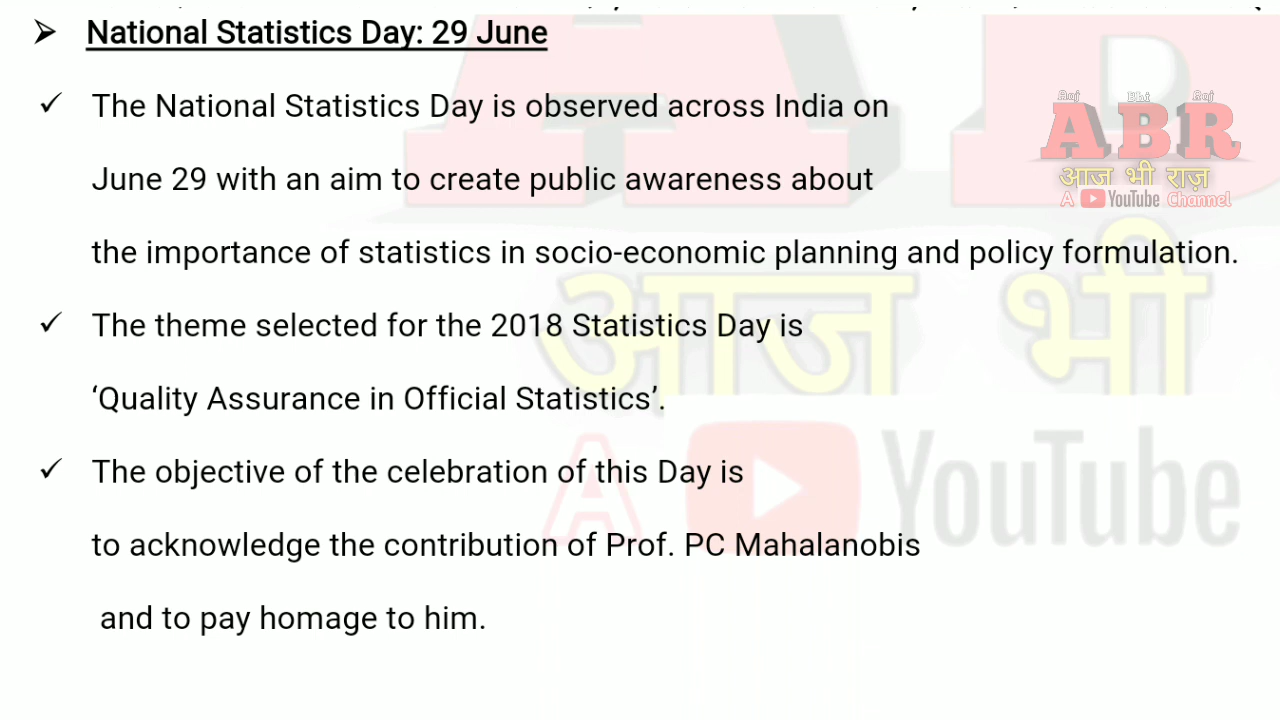 ➢ National Statistics Day: 29 June
✓ The National Statistics Day is observed across India on
June 29 with an aim to create public awareness about
the importance of statistics in socio-economic planning and policy formulation.
✓ The theme selected for the 2018 Statistics Day is
‘Quality Assurance in Official Statistics’.
✓ The objective of the celebration of this Day is
to acknowledge the contribution of Prof. PC Mahalanobis
and to pay homage to him.
ABR
आज भी राज़
A YouTube Channel
आज भी
A YouTube